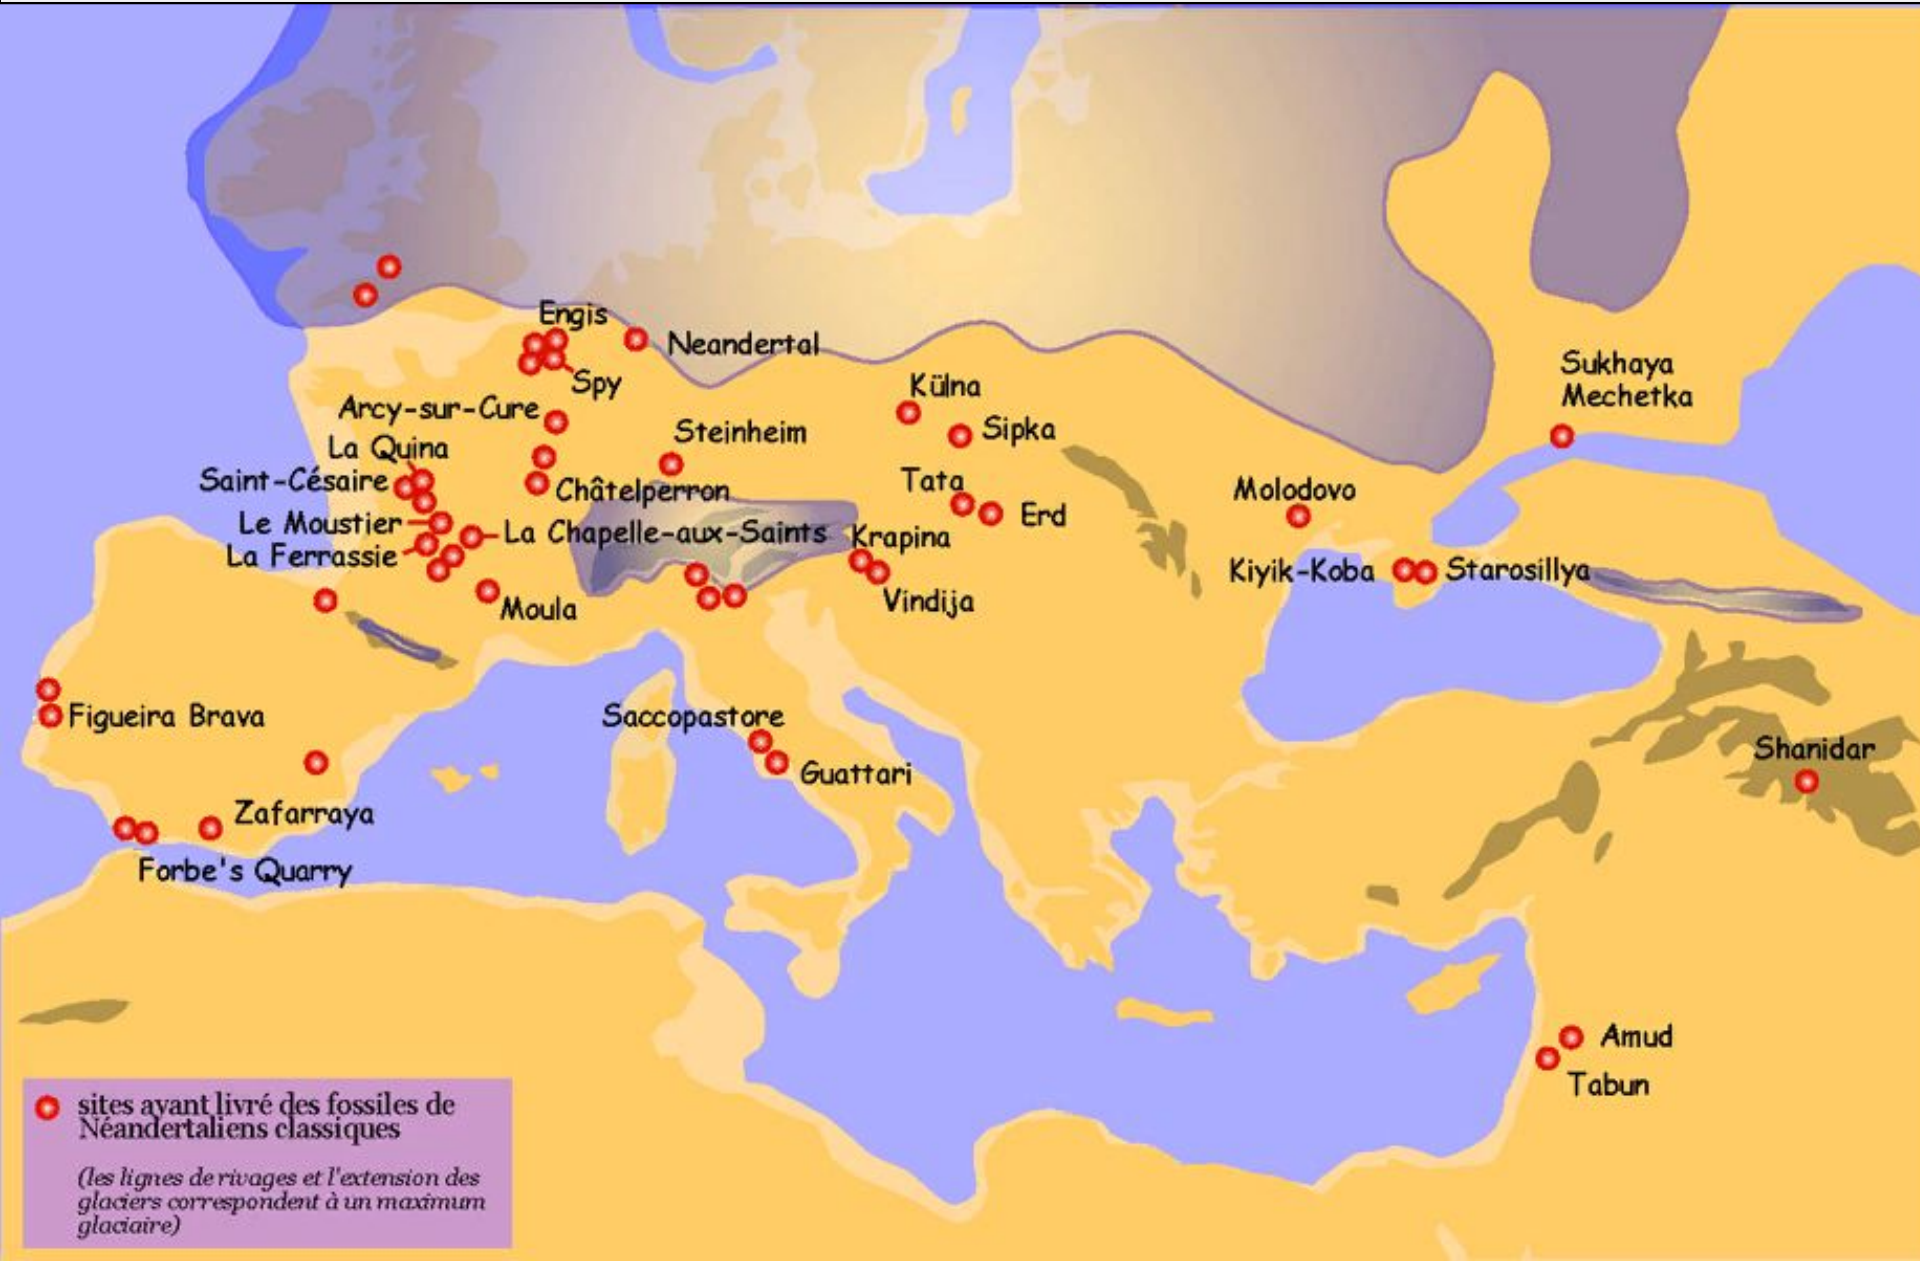 Engis
Neandertal
Spy
Sukhaya
Mechetka
Külna
Arcy-sur-Cure
Sipka
Steinheim
La Quina
Saint-Césaire
Châtelperron
Tata
Molodovo
Erd
Le Moustier
La Chapelle-aux-Saints
Krapina
La Ferrassie
Kiyik-Koba
Starosillya
Moula
Vindija
Figueira Brava
Saccopastore
Guattari
Shanidar
Zafarraya
Forbe's Quarry
Amud
Tabun
sites ayant livré des fossiles de
Néandertaliens classiques
(les lignes de rivages et l'extension des
glaciers correspondent à un maximum
glaciaire)